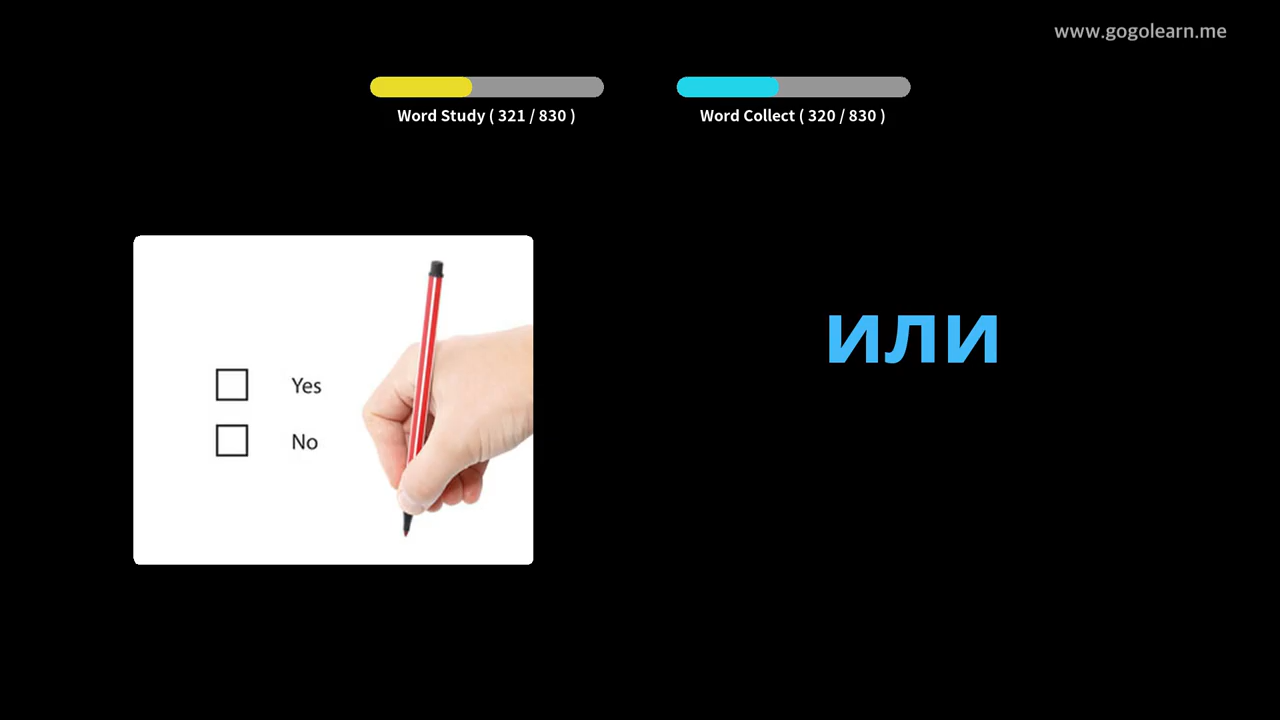 www.gogolearn.me
Word Study ( 321 / 830 )
Word Collect ( 320 / 830 )
или
Yes
No